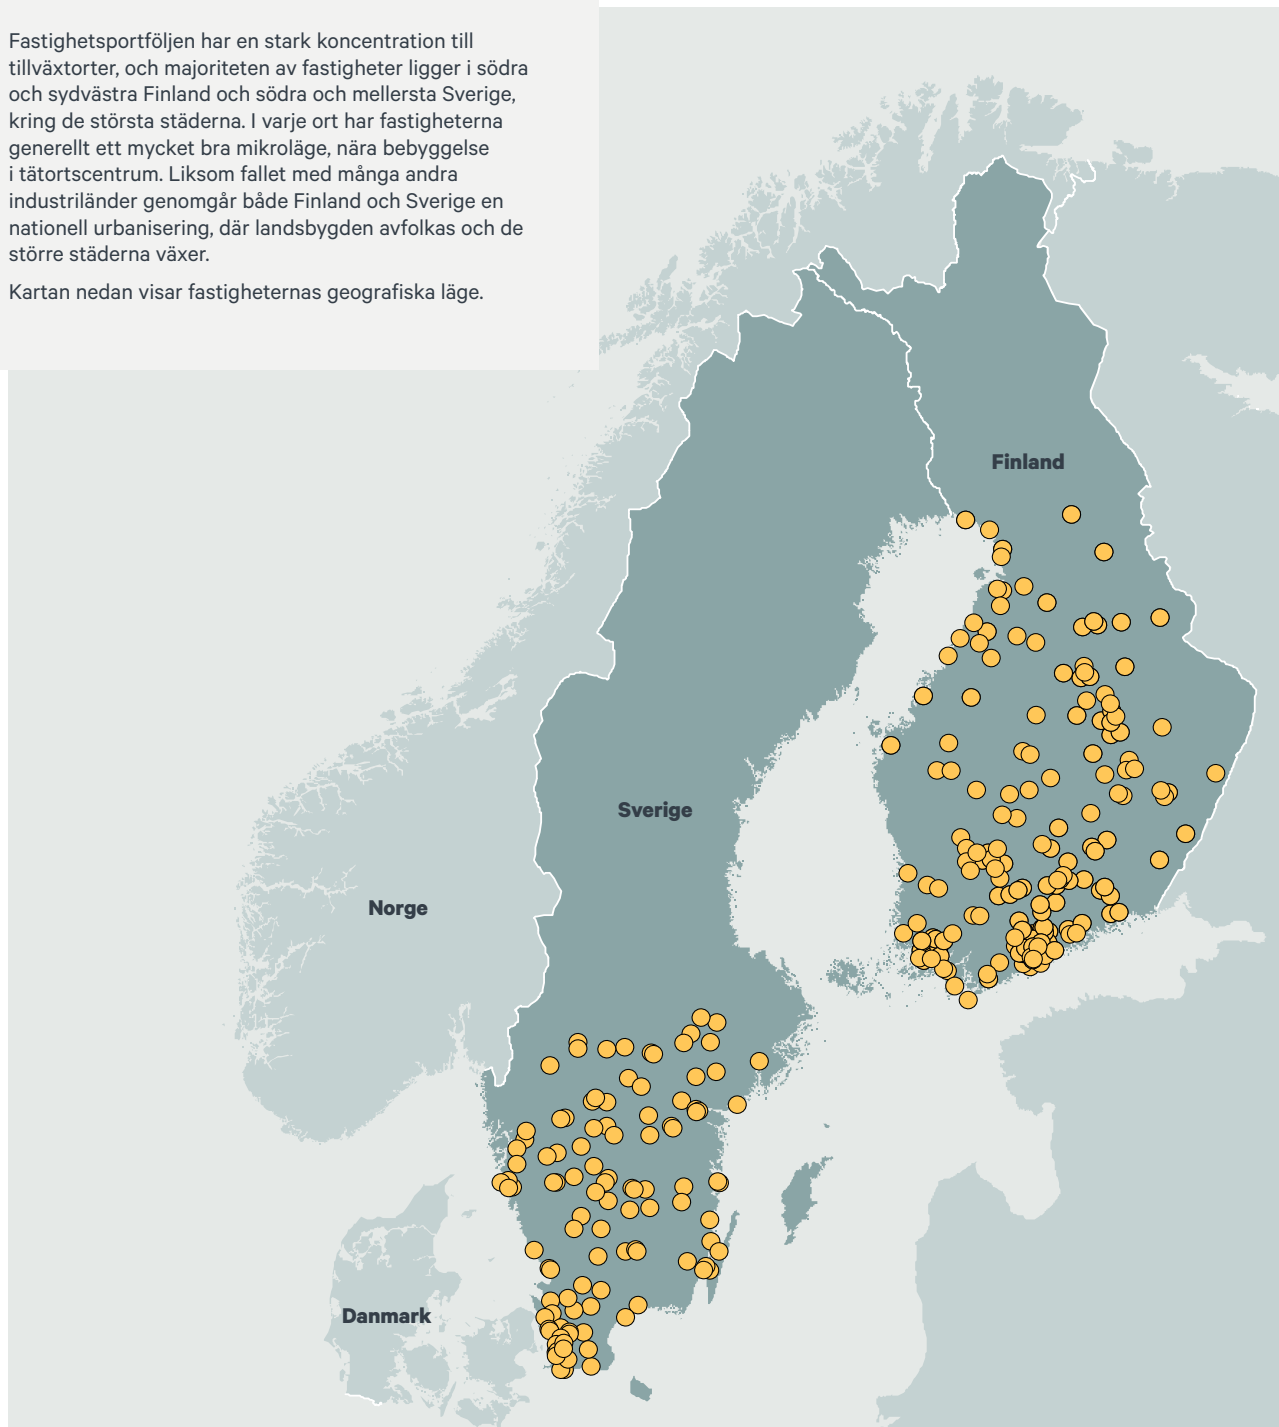 Fastighetsportföljen har en stark koncentration till
tillväxtorter, och majoriteten av fastigheter ligger i södra
och sydvästra Finland och södra och mellersta Sverige,
kring de största städerna. I varje ort har fastigheterna
generellt ett mycket bra mikroläge, nära bebyggelse
i tätortscentrum. Liksom fallet med många andra
industriländer genomgår både Finland och Sverige en
nationell urbanisering, där landsbygden avfolkas och de
större städerna växer.
Kartan nedan visar fastigheternas geografiska läge.
Finland
Sverige
Norge
Danmark